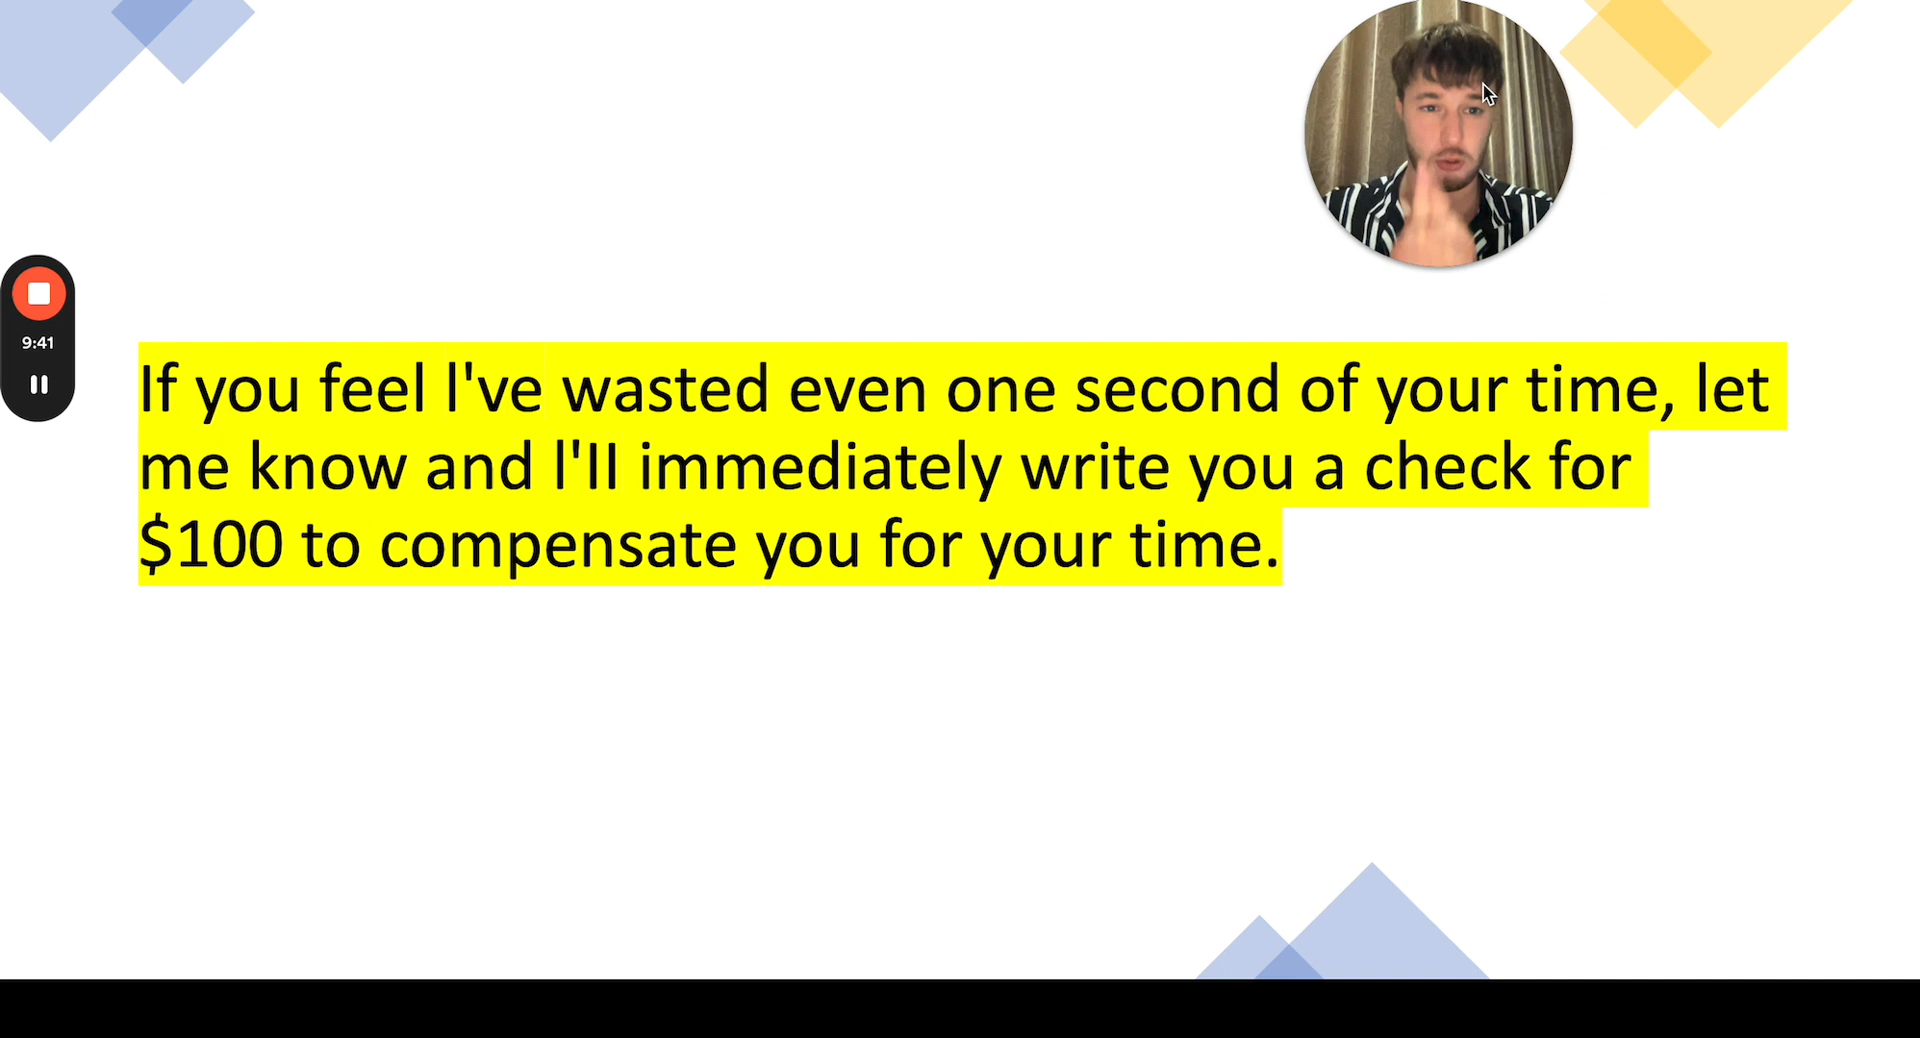 9:41
If you feel I've wasted even one second of your time, let
me know and I'll immediately write you a check for
$100 to compensate you for your time.